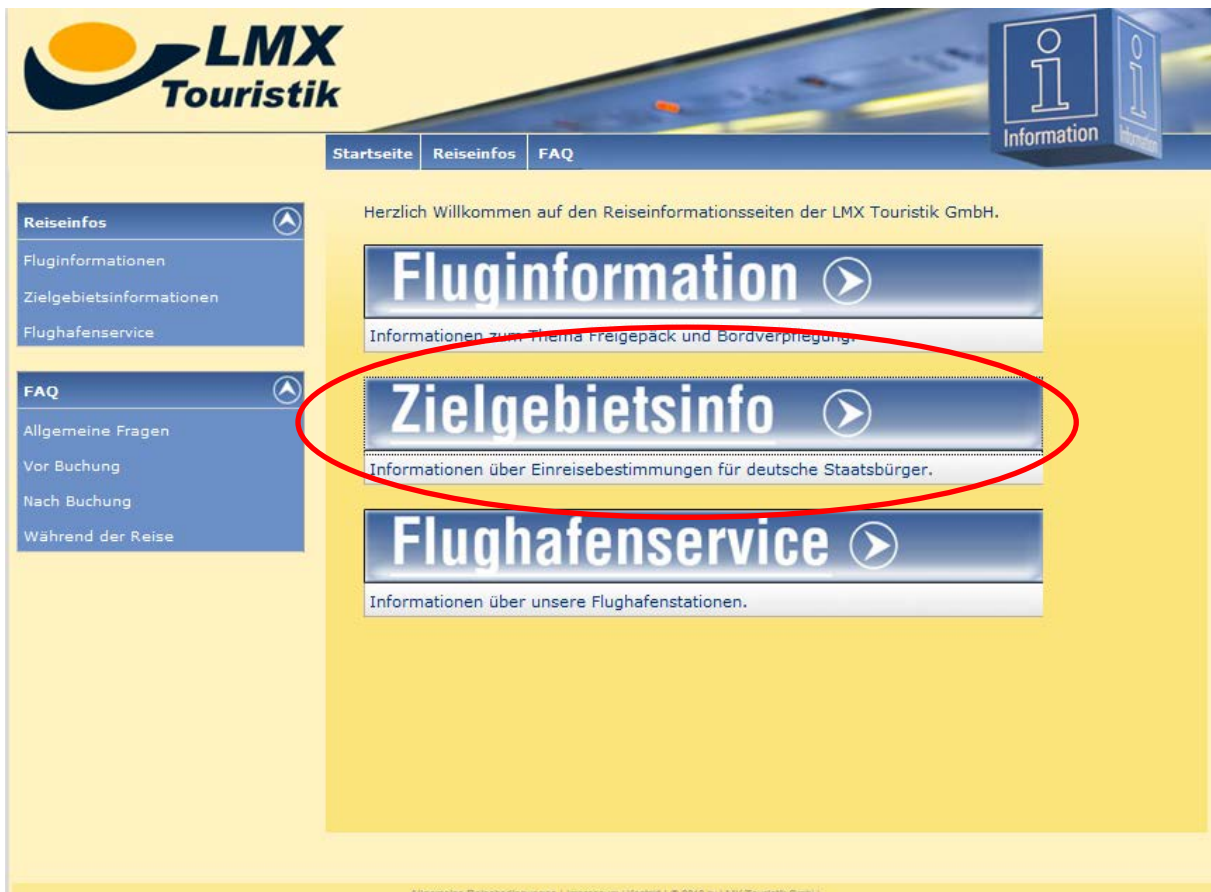 LMX
Touristik
Information
Information
Startseite Reiseinfos FAQ
Reiseinfos
Fluginformationen
Zielgebietsinformationen
Flughafenservice
FAQ
Allgemeine Fragen
Vor Buchung
Nach Buchung
Während der Reise
Herzlich Willkommen auf den Reiseinformationsseiten der LMX Touristik GmbH.
Fluginformation
Informationen zum Thema Freigepäck und Bordverpflegung.
Zielgebietsinfo
Informationen über Einreisebestimmungen für deutsche Staatsbürger.
Flughafenservice
Informationen über unsere Flughafenstationen.